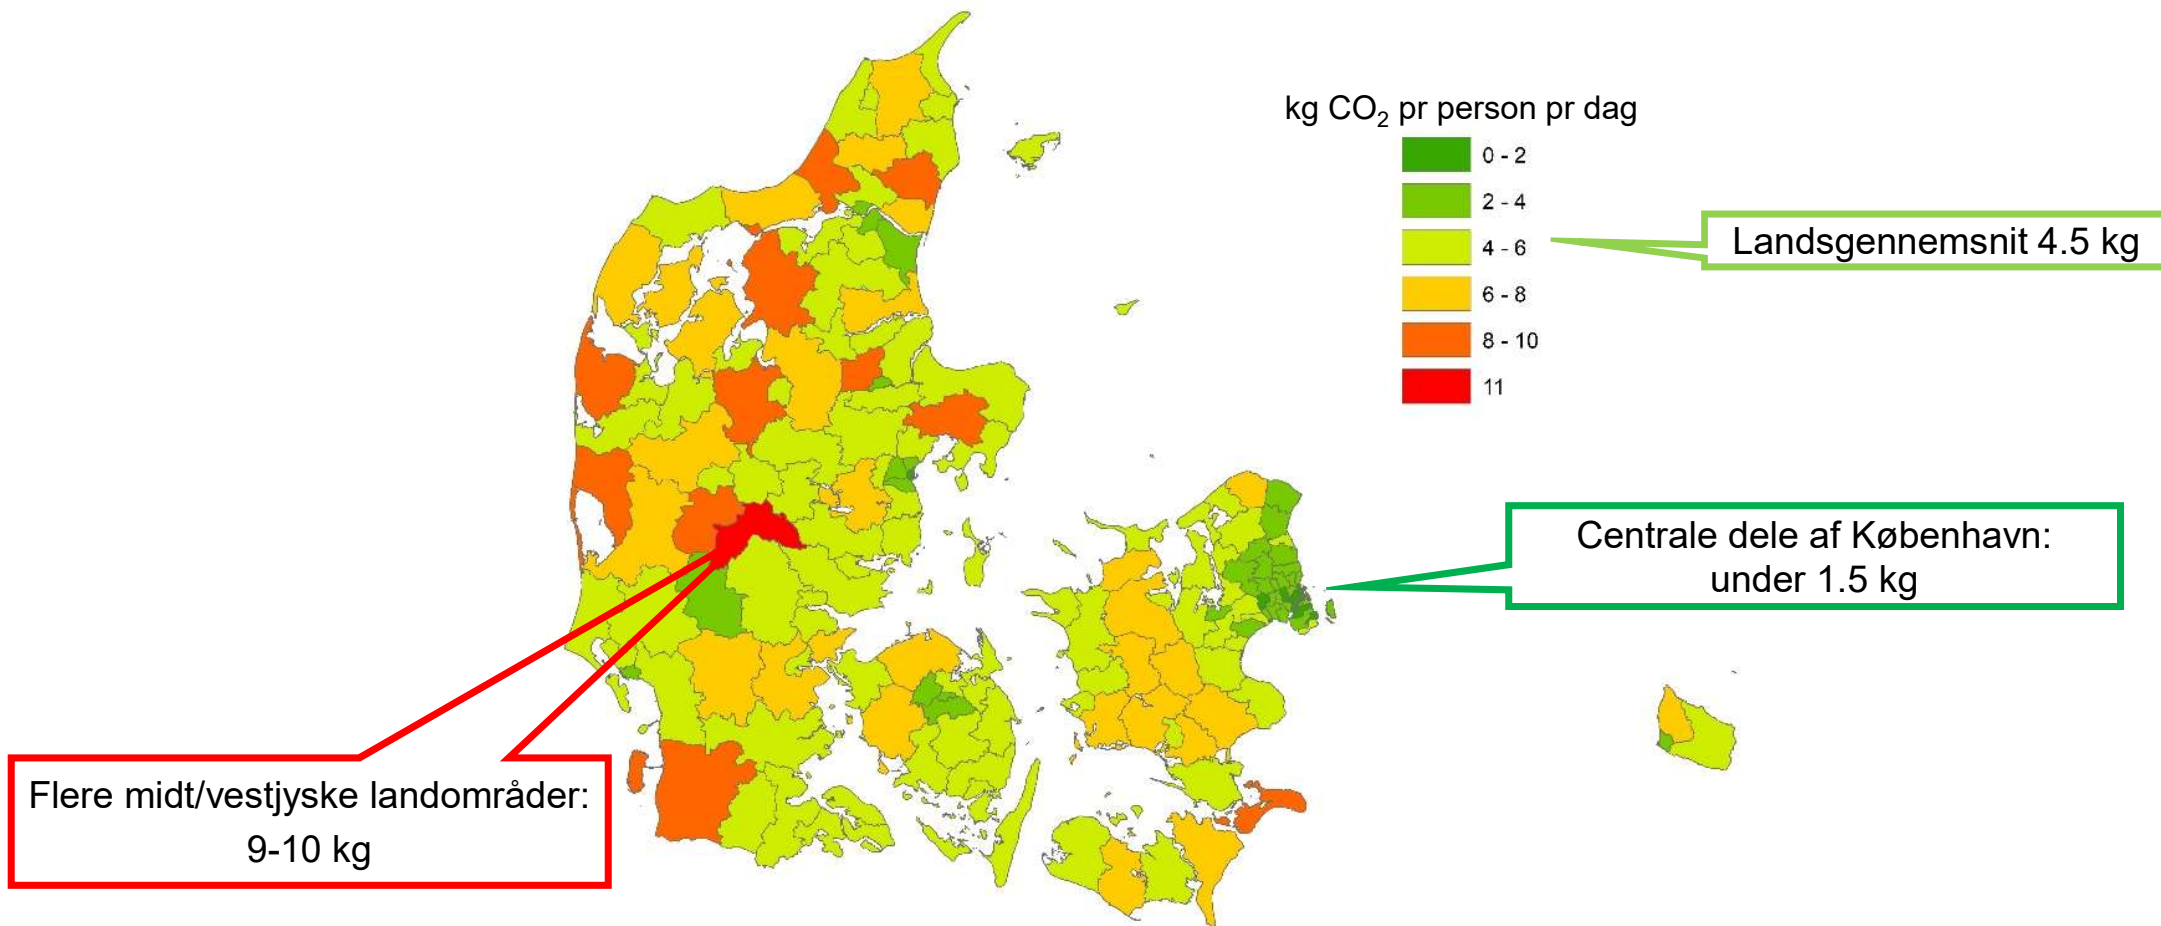 kg CO₂ pr person pr dag
0 - 2
2 - 4
4 - 6
6 - 8
8 - 10
11
Landsgennemsnit 4.5 kg
Centrale dele af København:
under 1.5 kg
Flere midt/vestjyske landområder:
9-10 kg